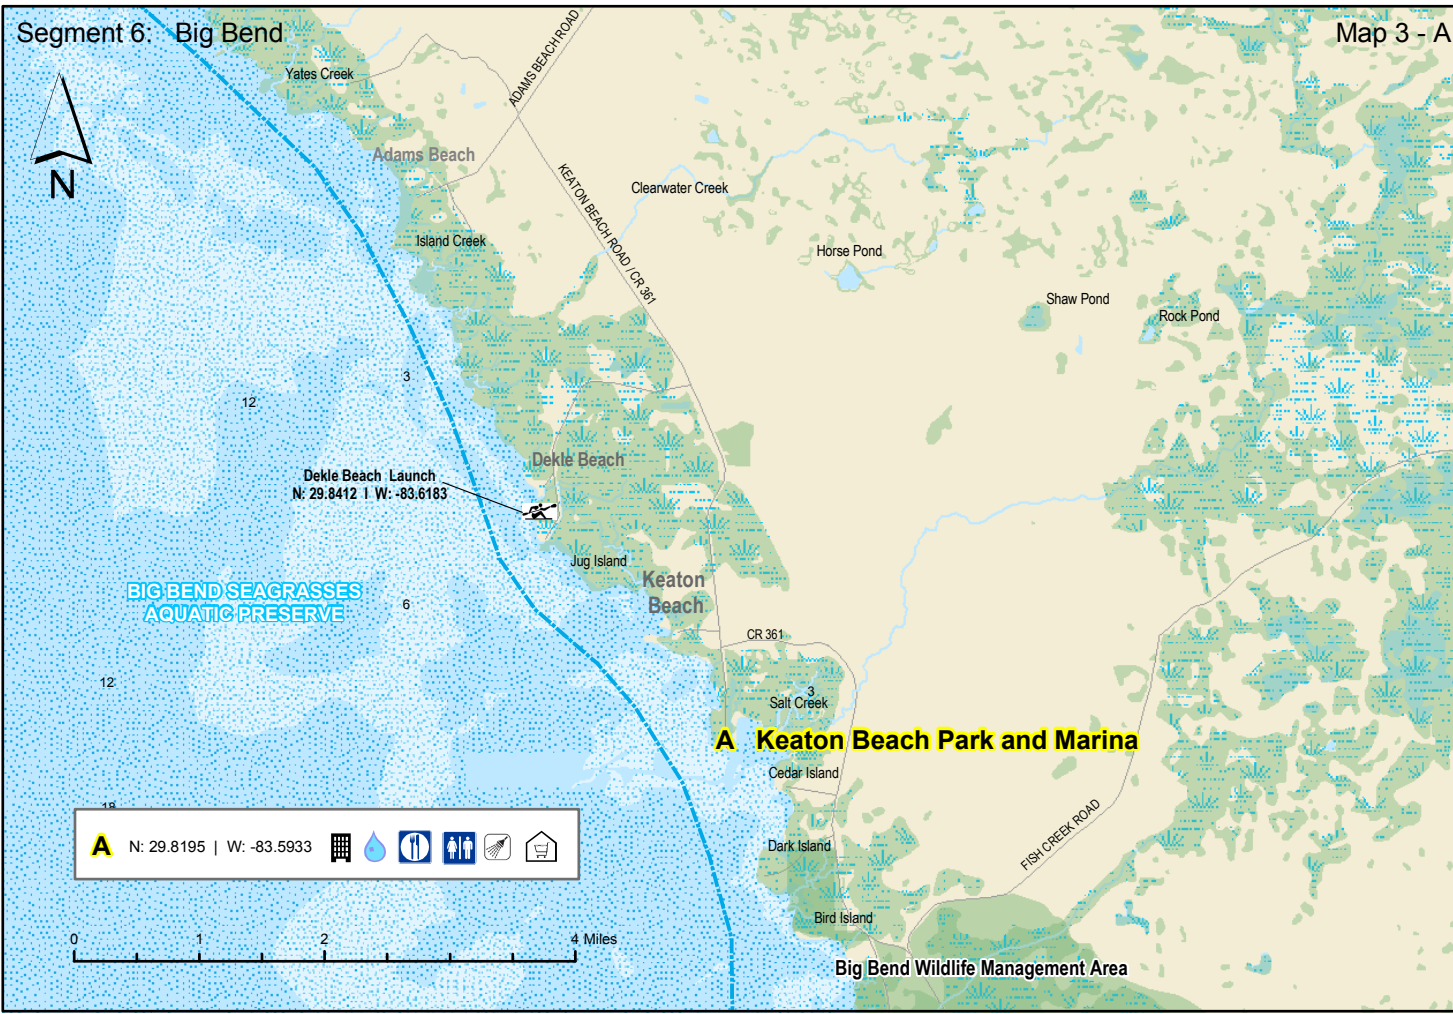 Segment 6: Big Bend
Map 3 - A
Yates Creek
ADAMS BEACH ROAD
N
Adams Beach
KEATON BEACH ROAD / CR 361
Clearwater Creek
Island Creek
Horse Pond
Shaw Pond
Rock Pond
3
12
Dekle Beach
Dekle Beach Launch
N: 29.8412 | W: -83.6183
Jug Island
Keaton
Beach
BIG BEND SEAGRASSES
AQUATIC PRESERVE
6
CR 361
12
3
Salt Creek
A Keaton Beach Park and Marina
Cedar Island
18
A N: 29.8195 | W: -83.5933
Dark Island
FISH CREEK ROAD
Bird Island
0 1 2 4 Miles
Big Bend Wildlife Management Area